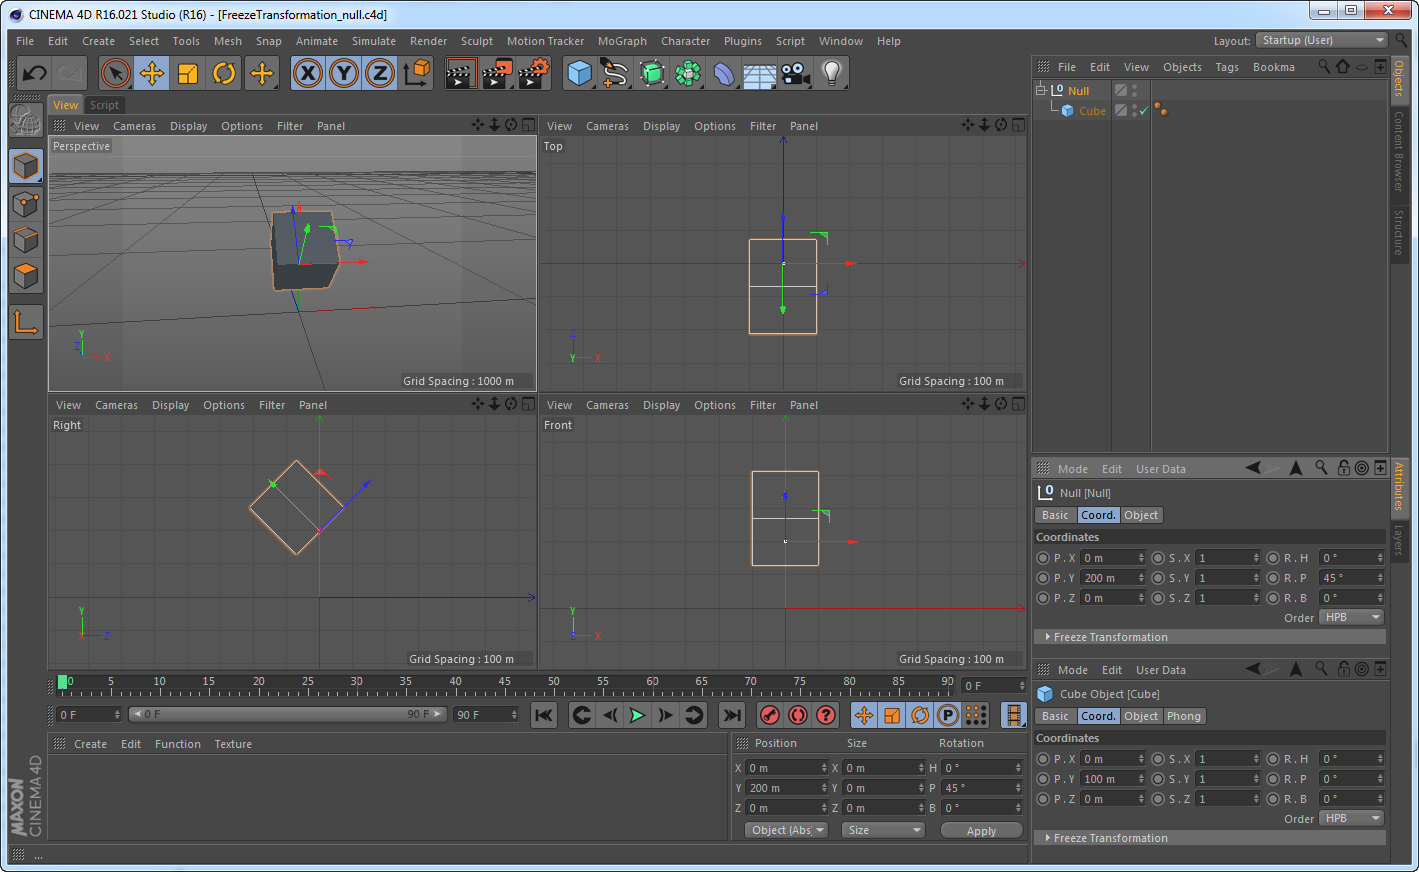 CINEMA 4D R16.021 Studio (R16) - [FreezeTransformation_null.c4d]
File Edit Create Select Tools Mesh Snap Animate Simulate Render Sculpt Motion Tracker MoGraph Character Plugins Script Window Help
Layout: Startup (User)
X Y Z
File Edit View Objects Tags Bookma
Null
Cube
Objects
Content Browser
Structure
View Script
View Cameras Display Options Filter Panel
Perspective
Y
Z X
Grid Spacing : 1000 m
View Cameras Display Options Filter Panel
Top
Z
Y X
Grid Spacing : 100 m
View Cameras Display Options Filter Panel
Right
Y
X Z
Grid Spacing : 100 m
View Cameras Display Options Filter Panel
Front
Y
Z X
Grid Spacing : 100 m
0 5 10 15 20 25 30 35 40 45 50 55 60 65 70 75 80 85 90
0 F
0 F 0 F 90 F 90 F
P
Create Edit Function Texture
MAXON
CINEMA 4D
Position Size Rotation
X 0 m X 0 m H 0 °
Y 200 m Y 0 m P 45 °
Z 0 m Z 0 m B 0 °
Object (Abs Size Apply
...
Mode Edit User Data
Attributes
Layers
Null [Null]
Basic Coord. Object
Coordinates
P . X 0 m S . X 1 R . H 0 °
P . Y 200 m S . Y 1 R . P 45 °
P . Z 0 m S . Z 1 R . B 0 °
Order HPB
Freeze Transformation
Mode Edit User Data
Cube Object [Cube]
Basic Coord. Object Phong
Coordinates
P . X 0 m S . X 1 R . H 0 °
P . Y 100 m S . Y 1 R . P 0 °
P . Z 0 m S . Z 1 R . B 0 °
Order HPB
Freeze Transformation